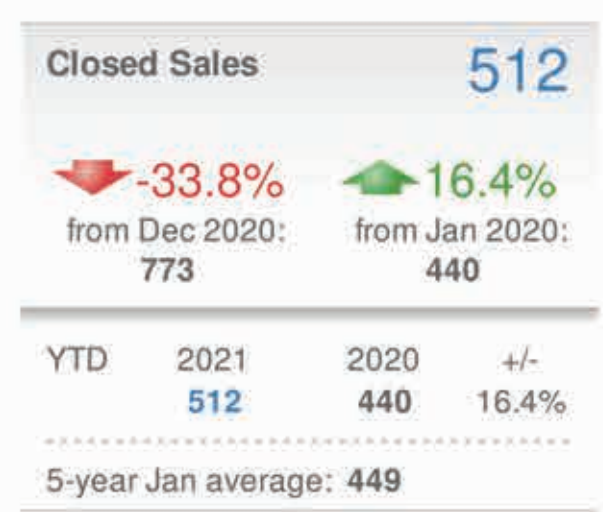 Closed Sales 512
-33.8% 16.4%
from Dec 2020: from Jan 2020:
773 440
YTD 2021 2020 +/-
512 440 16.4%
5-year Jan average: 449